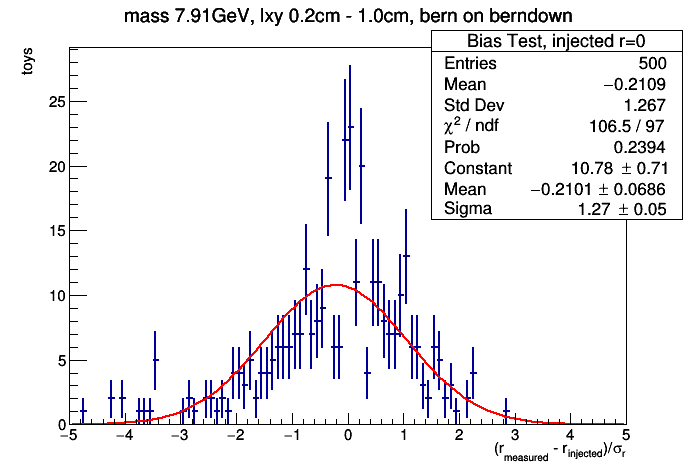 mass 7.91GeV, lxy 0.2cm - 1.0cm, bern on berndown
Bias Test, injected r=0
Entries 500
Mean −0.2109
Std Dev 1.267
χ² / ndf 106.5 / 97
Prob 0.2394
Constant 10.78 ± 0.71
Mean −0.2101 ± 0.0686
Sigma 1.27 ± 0.05
toys
25
20
15
10
5
0
−5 −4 −3 −2 −1 0 1 2 3 4 5
(r_measured - r_injected)/σ_r